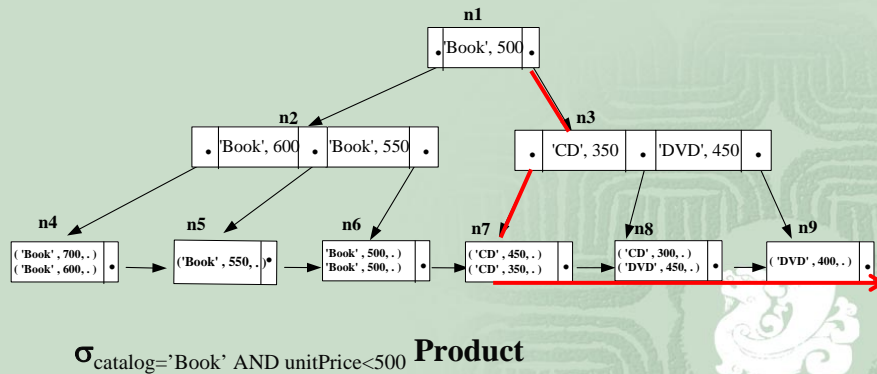 n1
'Book', 500
n2
n3
'Book', 600 'Book', 550
'CD', 350 'DVD', 450
n4
n5
n6
n7
n8
n9
( 'Book' , 700, . )
( 'Book' , 600, . )
('Book' , 550, . )
'Book' , 500, . )
'Book' , 500, . )
( 'CD' , 450, . )
( 'CD' , 350, . )
( 'CD' , 300, . )
( 'DVD' , 450, . )
( 'DVD' , 400, . )
σcatalog='Book' AND unitPrice<500 Product